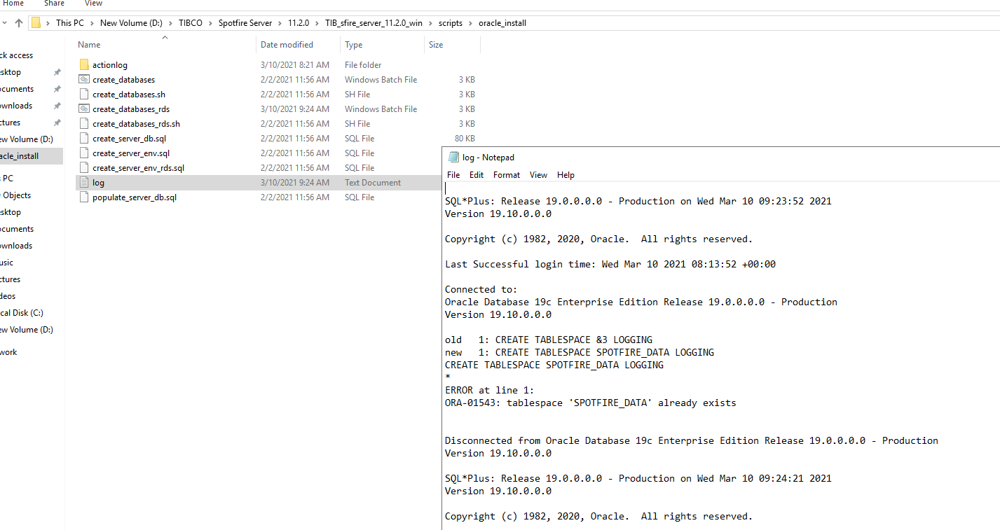 Home Share View
This PC New Volume (D:) TIBCO Spotfire Server 11.2.0 TIB_sfire_server_11.2.0_win scripts oracle_install
Name Date modified Type Size
ck access
esktop
ocuments
ownloads
ctures
ew Volume (D:)
acle_install
PC
Objects
esktop
ocuments
ownloads
usic
ctures
deos
cal Disk (C:)
ew Volume (D:)
work
actionlog 3/10/2021 8:21 AM File folder
create_databases 2/2/2021 11:56 AM Windows Batch File 3 KB
create_databases.sh 2/2/2021 11:56 AM SH File 3 KB
create_databases_rds 3/10/2021 9:24 AM Windows Batch File 3 KB
create_databases_rds.sh 2/2/2021 11:56 AM SH File 3 KB
create_server_db.sql 2/2/2021 11:56 AM SQL File 80 KB
create_server_env.sql 2/2/2021 11:56 AM SQL File
create_server_env_rds.sql 2/2/2021 11:56 AM SQL File
log 3/10/2021 9:24 AM Text Document
populate_server_db.sql 2/2/2021 11:56 AM SQL File
log - Notepad
File Edit Format View Help
SQL*Plus: Release 19.0.0.0.0 - Production on Wed Mar 10 09:23:52 2021
Version 19.10.0.0.0
Copyright (c) 1982, 2020, Oracle.  All rights reserved.
Last Successful login time: Wed Mar 10 2021 08:13:52 +00:00
Connected to:
Oracle Database 19c Enterprise Edition Release 19.0.0.0.0 - Production
Version 19.10.0.0.0
old   1: CREATE TABLESPACE &3 LOGGING
new   1: CREATE TABLESPACE SPOTFIRE_DATA LOGGING
CREATE TABLESPACE SPOTFIRE_DATA LOGGING
*
ERROR at line 1:
ORA-01543: tablespace 'SPOTFIRE_DATA' already exists
Disconnected from Oracle Database 19c Enterprise Edition Release 19.0.0.0.0 - Production
Version 19.10.0.0.0
SQL*Plus: Release 19.0.0.0.0 - Production on Wed Mar 10 09:24:21 2021
Version 19.10.0.0.0
Copyright (c) 1982, 2020, Oracle.  All rights reserved.